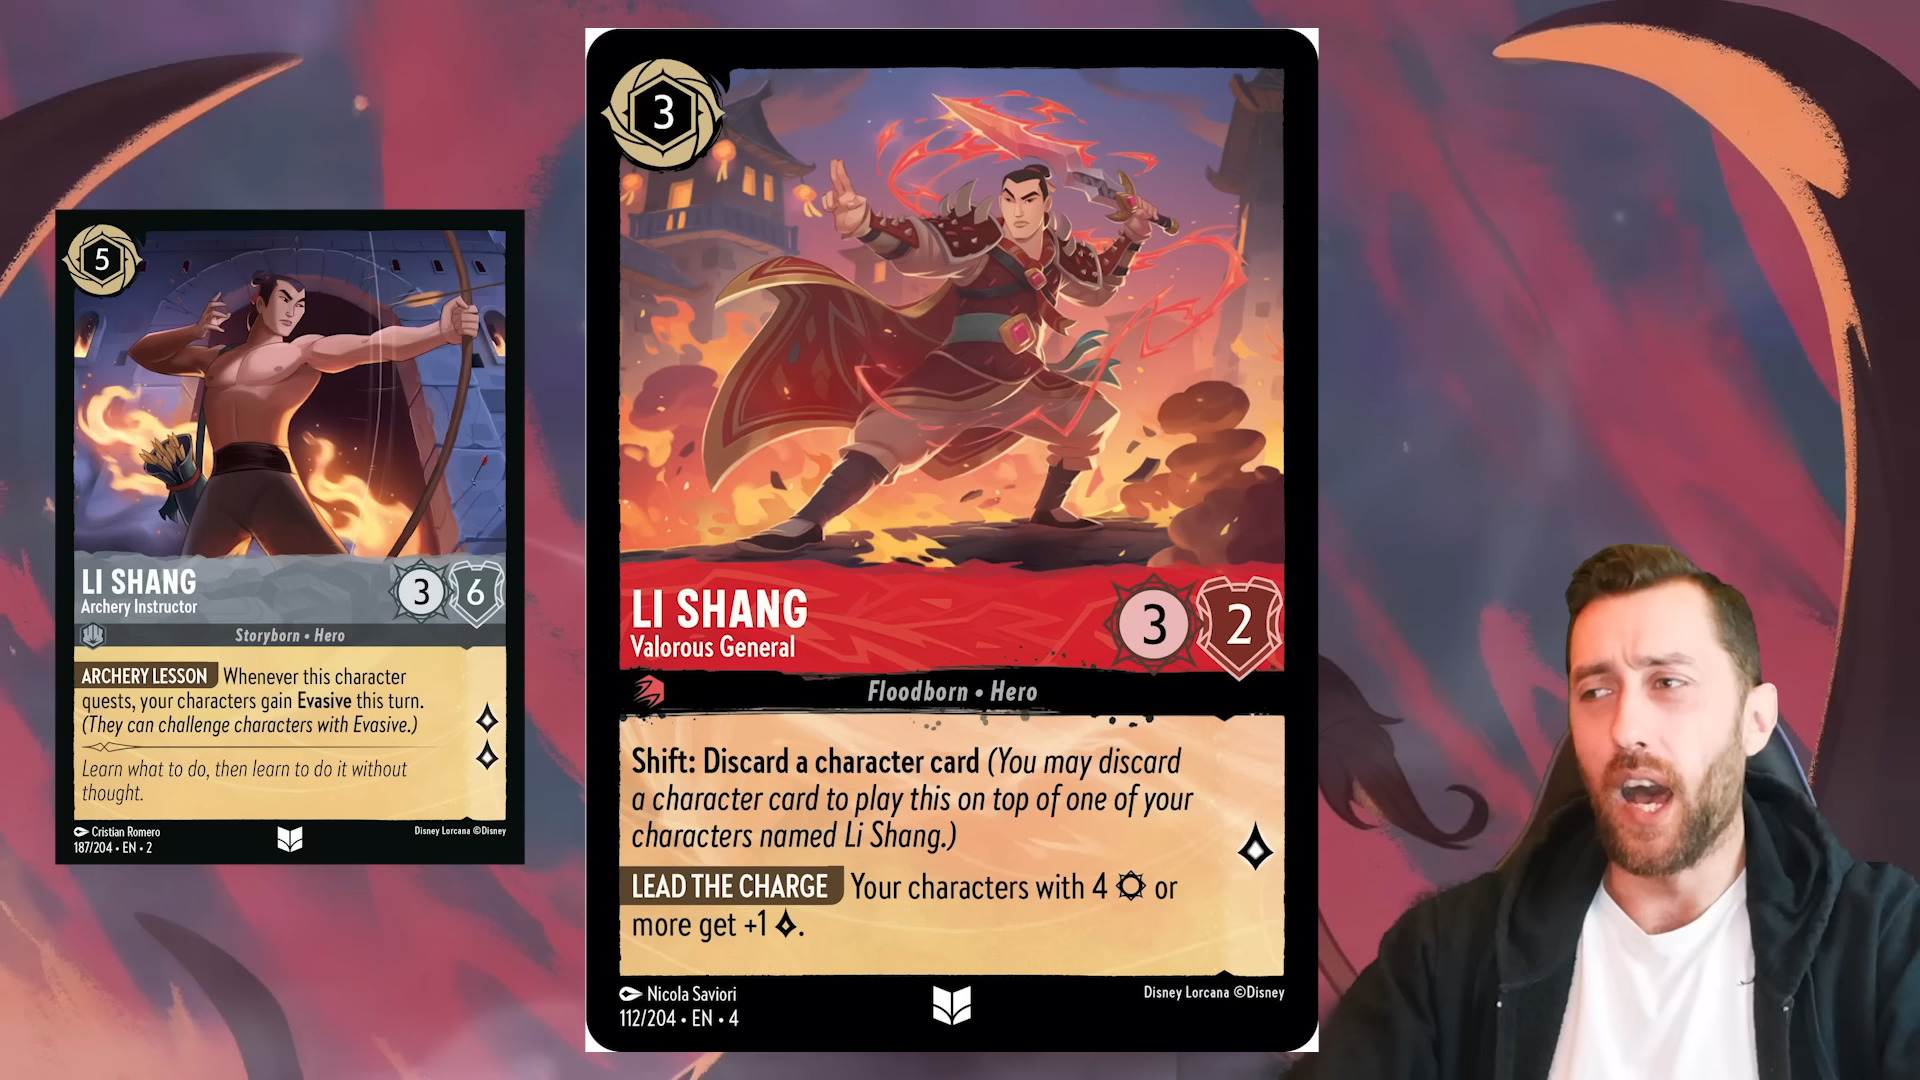 5
LI SHANG
Archery Instructor
3
6
Storyborn • Hero
ARCHERY LESSON Whenever this character
quests, your characters gain Evasive this turn.
(They can challenge characters with Evasive.)
Learn what to do, then learn to do it without
thought.
Cristian Romero
187/204 • EN • 2
Disney Lorcana ©Disney
3
LI SHANG
Valorous General
3
2
Floodborn • Hero
Shift: Discard a character card (You may discard
a character card to play this on top of one of your
characters named Li Shang.)
LEAD THE CHARGE Your characters with 4 or
more get +1 .
Nicola Saviori
112/204 • EN • 4
Disney Lorcana ©Disney